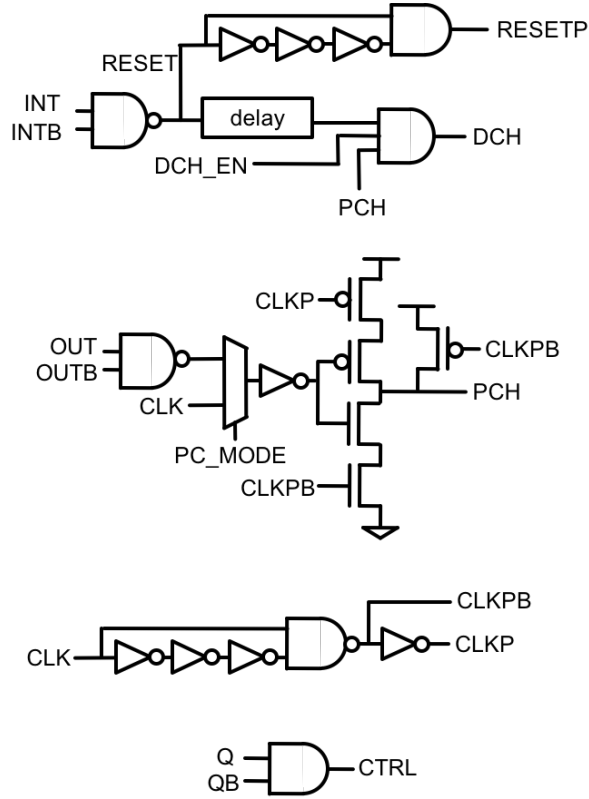 RESETP
RESET
INT
INTB
delay
DCH
DCH_EN
PCH
CLKP
OUT
OUTB
CLKPB
CLK
PCH
PC_MODE
CLKPB
CLKPB
CLK
CLKP
Q
QB
CTRL